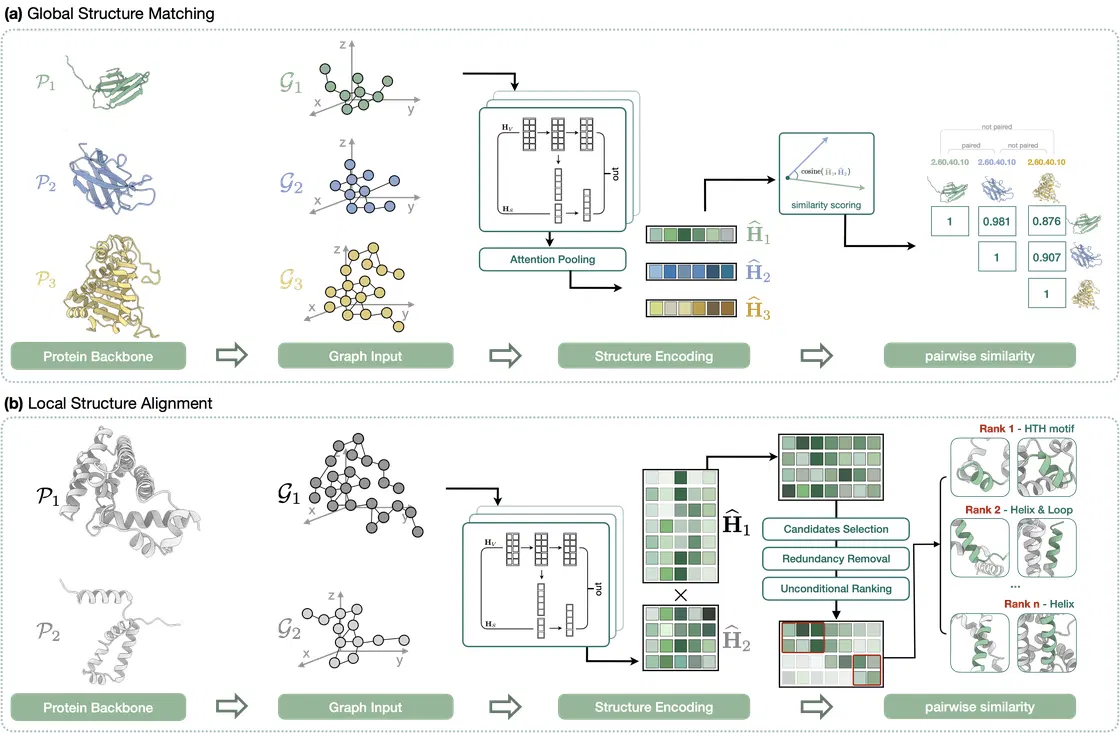 (a) Global Structure Matching
𝒫1
𝒢1
z
x
y
H_V
H_S
out
Attention Pooling
Ĥ1
cosine(Ĥ1, Ĥ2)
similarity scoring
not paired
paired
not paired
2.60.40.10
2.60.40.10
2.60.40.10
1
0.981
0.876
1
0.907
1
𝒫2
𝒢2
z
x
y
Ĥ2
𝒫3
𝒢3
z
x
y
Ĥ3
Protein Backbone
Graph Input
Structure Encoding
pairwise similarity
(b) Local Structure Alignment
𝒫1
𝒢1
z
x
y
H_V
H_S
out
Ĥ1
×
Ĥ2
Candidates Selection
Redundancy Removal
Unconditional Ranking
Rank 1 - HTH motif
Rank 2 - Helix & Loop
...
Rank n - Helix
𝒫2
𝒢2
z
x
y
Protein Backbone
Graph Input
Structure Encoding
pairwise similarity